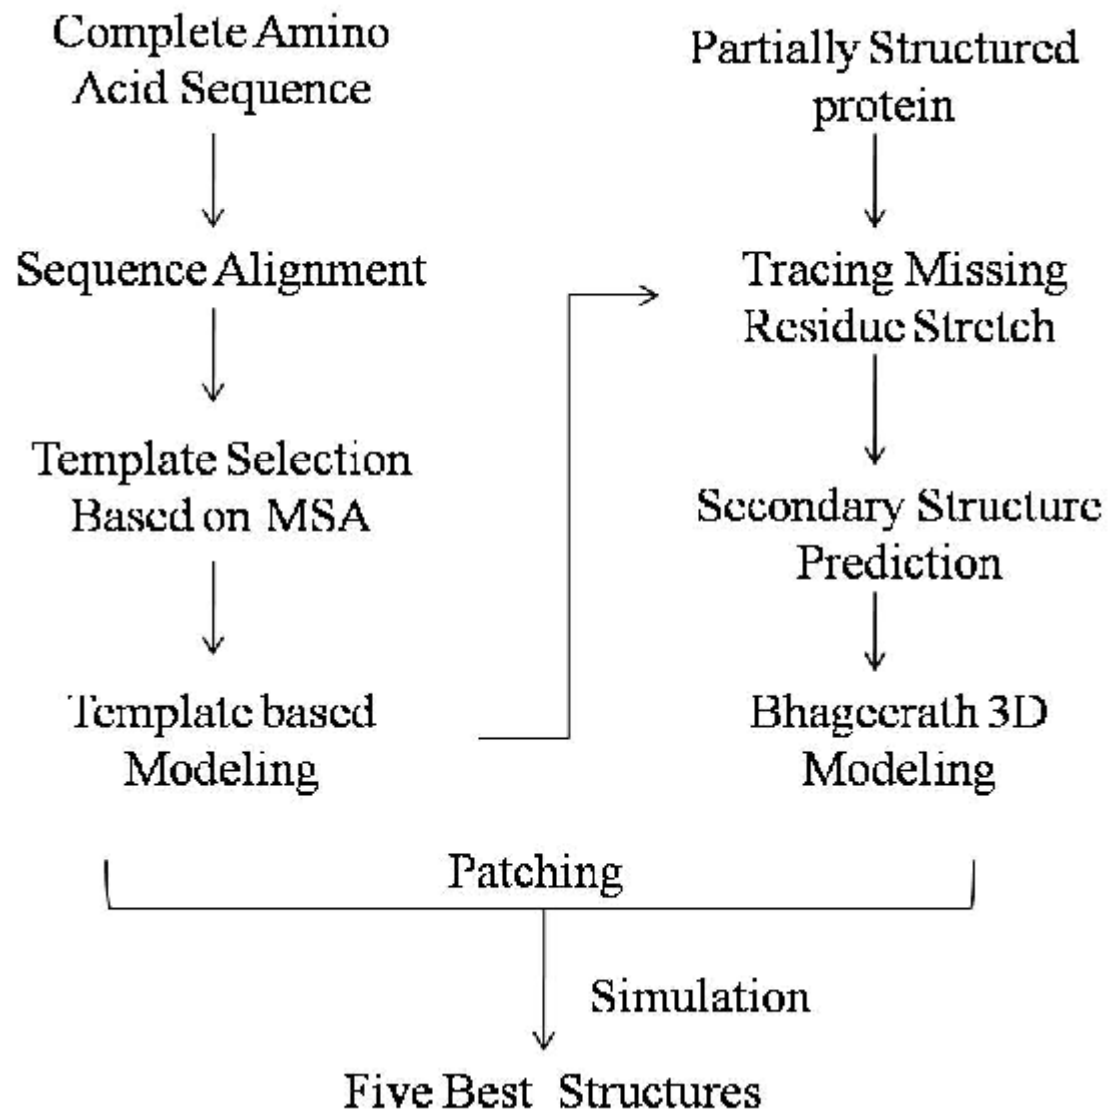 Complete Amino
Acid Sequence
Sequence Alignment
Template Selection
Based on MSA
Template based
Modeling
Partially Structured
protein
Tracing Missing
Residue Stretch
Secondary Structure
Prediction
Bhageerath 3D
Modeling
Patching
Simulation
Five Best Structures